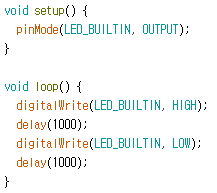 void setup() {
  pinMode(LED_BUILTIN, OUTPUT);
}

void loop() {
  digitalWrite(LED_BUILTIN, HIGH);
  delay(1000);
  digitalWrite(LED_BUILTIN, LOW);
  delay(1000);
}